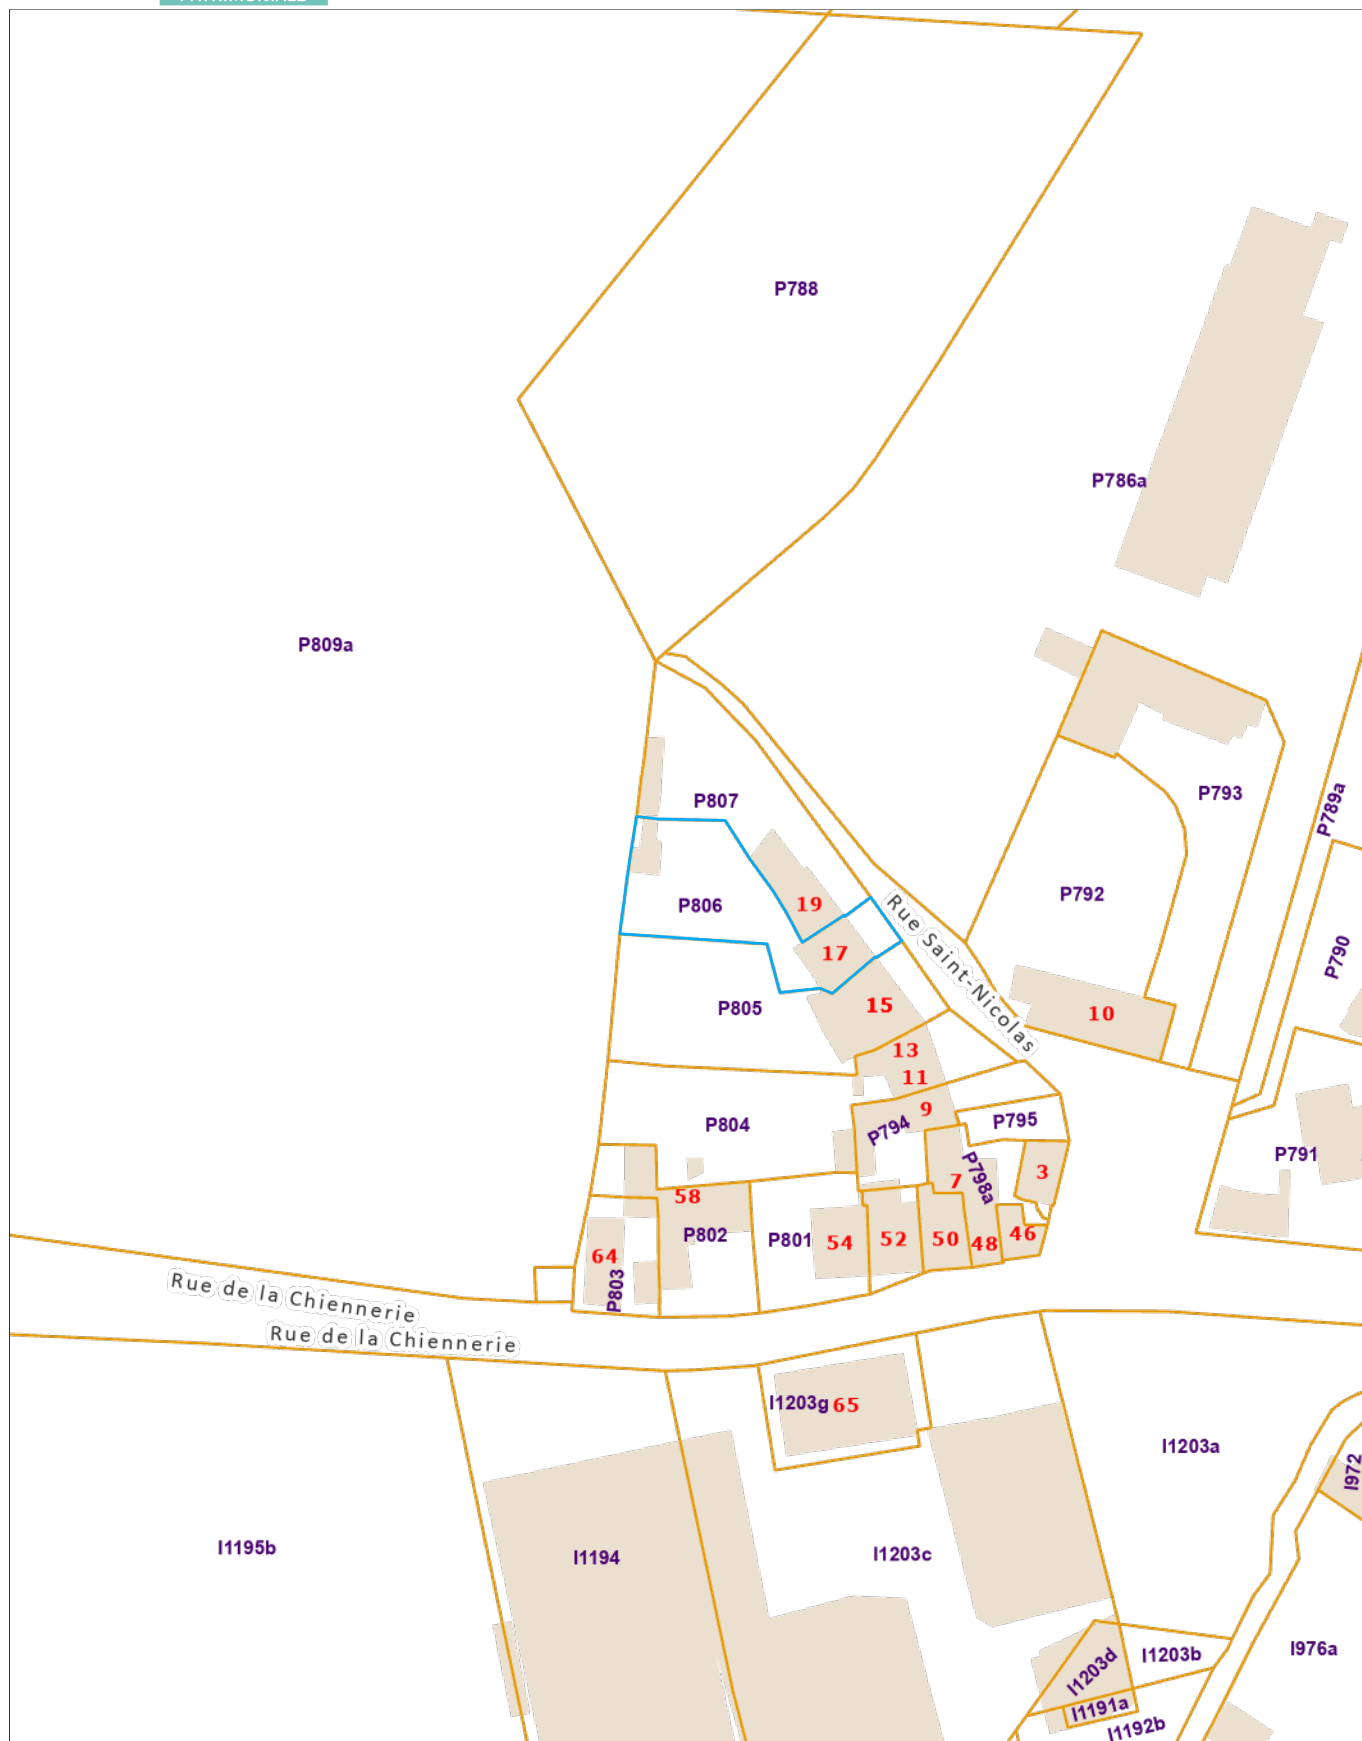 P788
P786a
P809a
P807
P793
P789a
P806
19
P792
Rue Saint-Nicolas
17
P790
P805
15
10
13
11
9
P804
P794
P795
P791
3
7
P798a
58
P802
P801
54
52
50
48
46
64
P803
Rue de la Chiennerie
Rue de la Chiennerie
I1203g
65
I1203a
I972
I1195b
I1194
I1203c
I1203d
I1203b
I976a
I1191a
I1192b